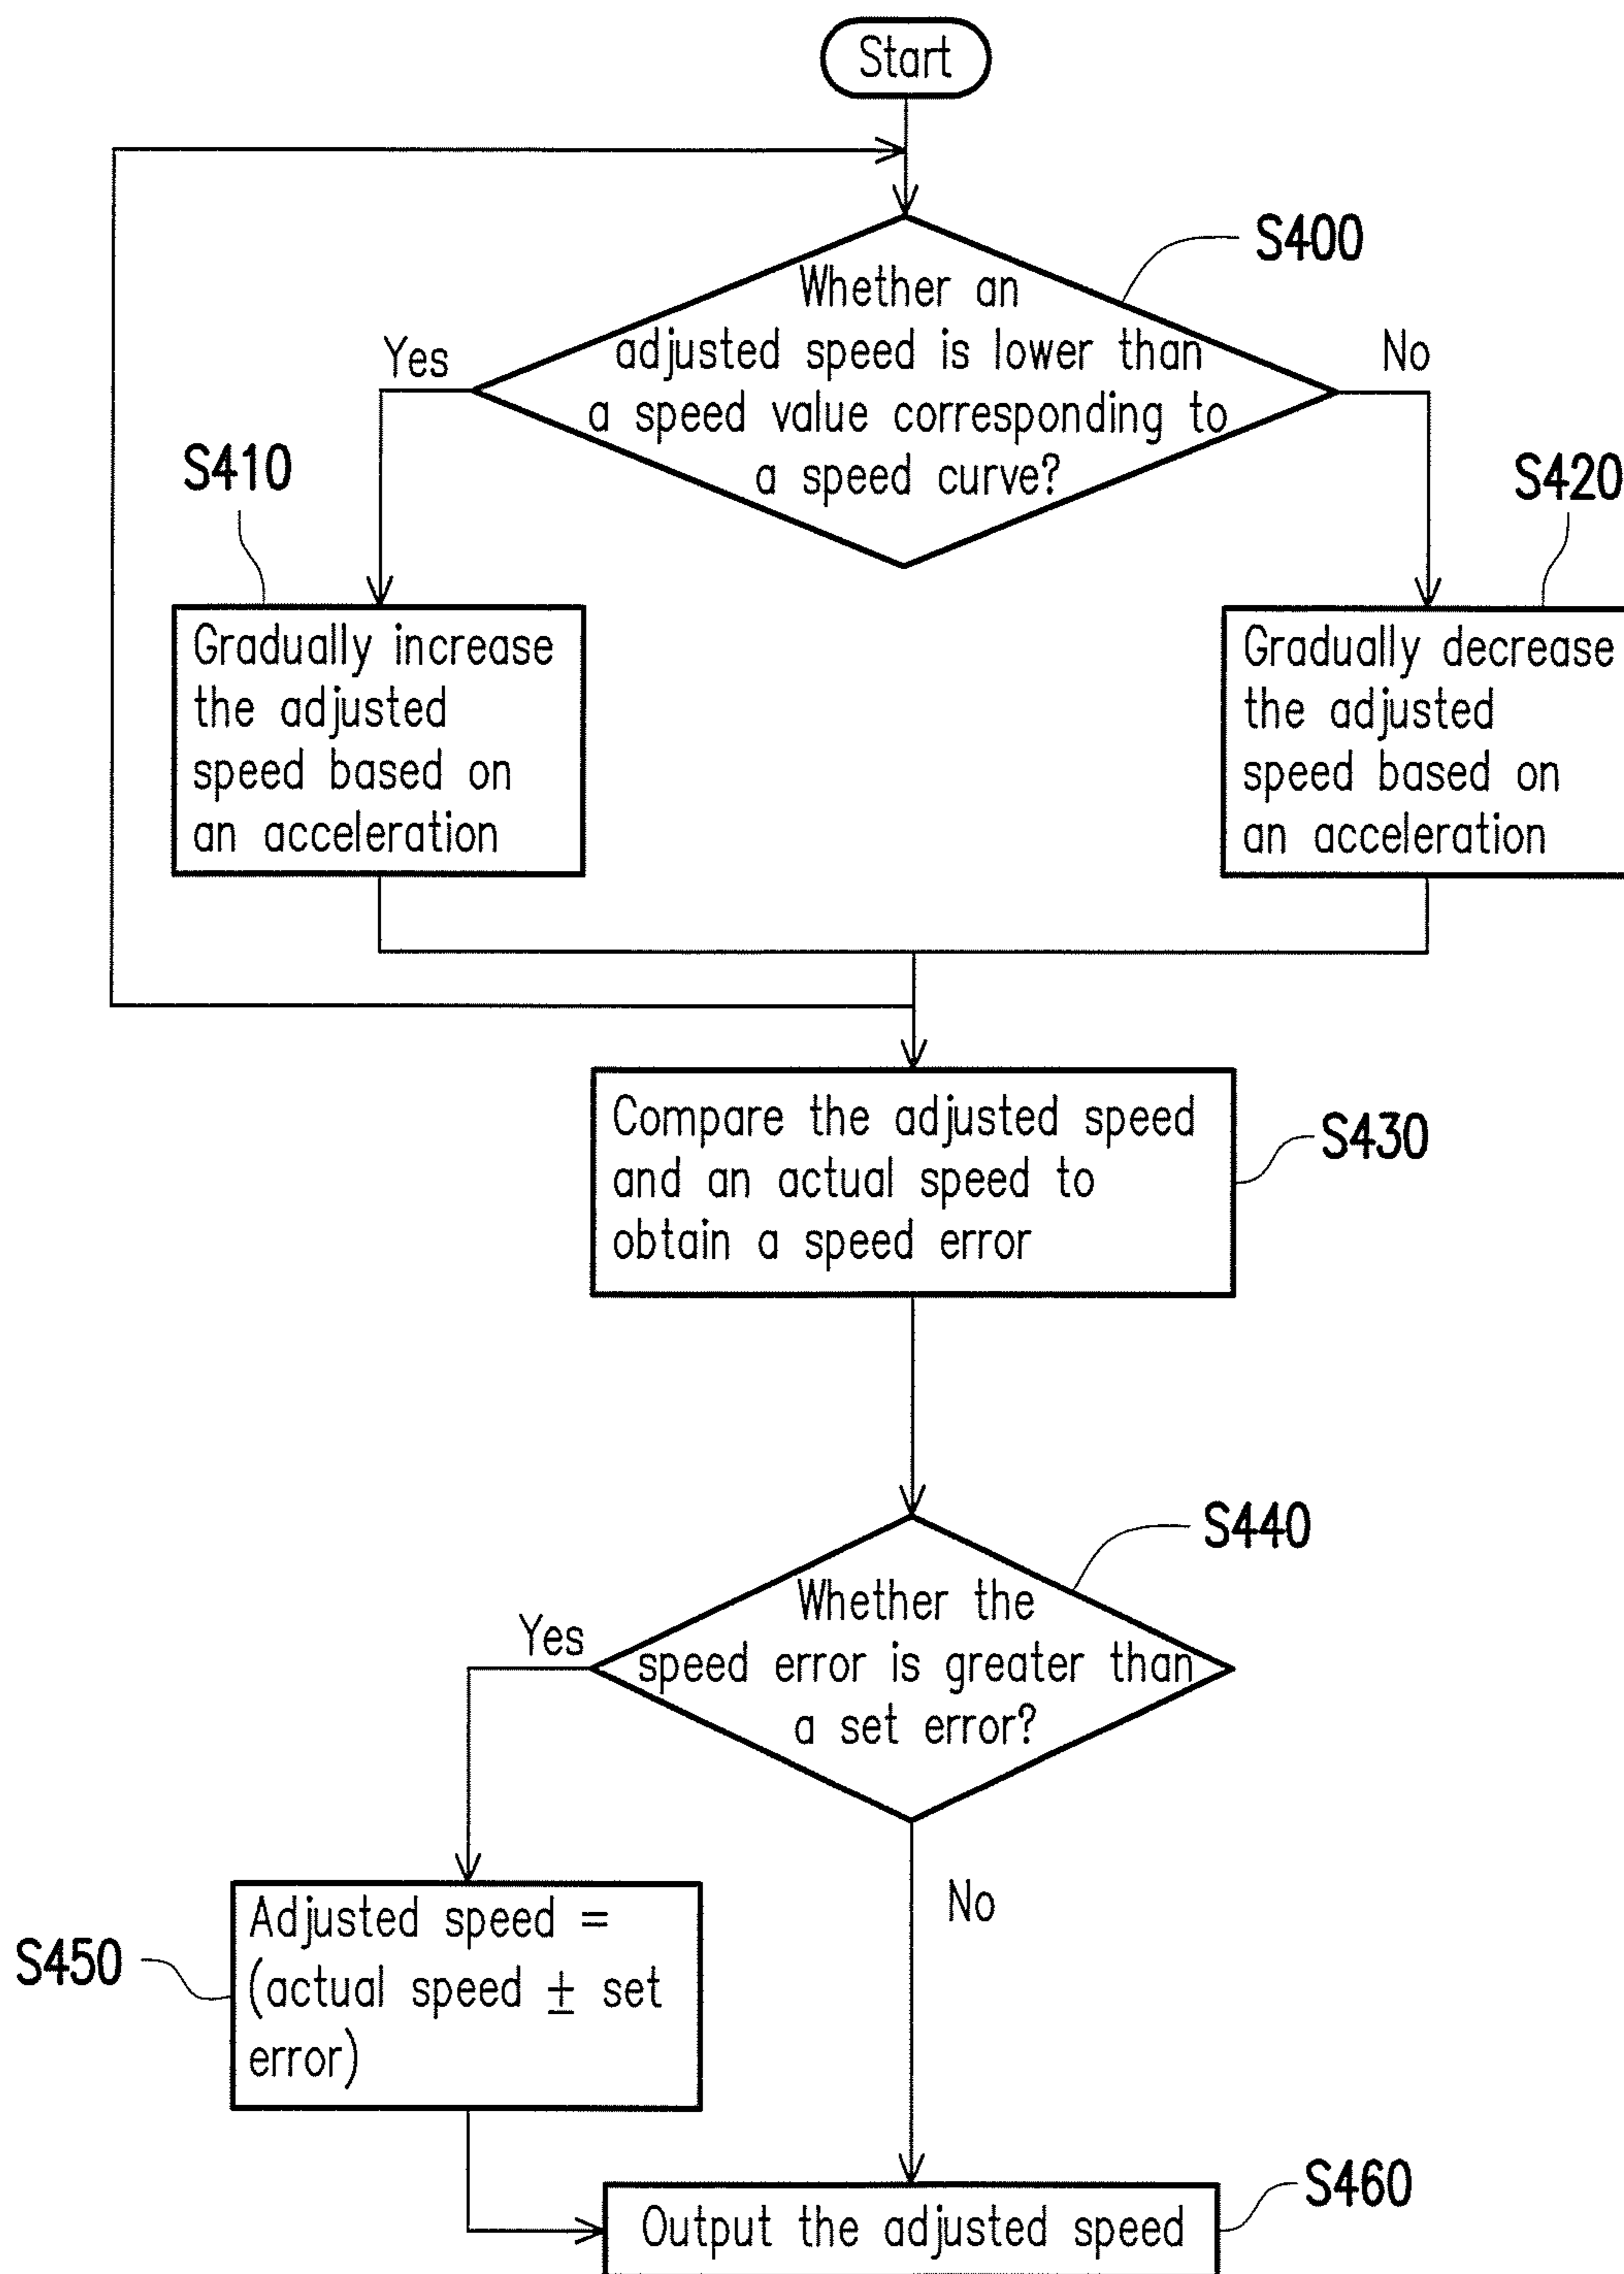 Start
S400
Whether an
adjusted speed is lower than
a speed value corresponding to
a speed curve?
Yes
No
S410
S420
Gradually increase
the adjusted
speed based on
an acceleration
Gradually decrease
the adjusted
speed based on
an acceleration
Compare the adjusted speed
and an actual speed to
obtain a speed error
S430
S440
Whether the
speed error is greater than
a set error?
Yes
No
S450
Adjusted speed =
(actual speed ± set
error)
S460
Output the adjusted speed